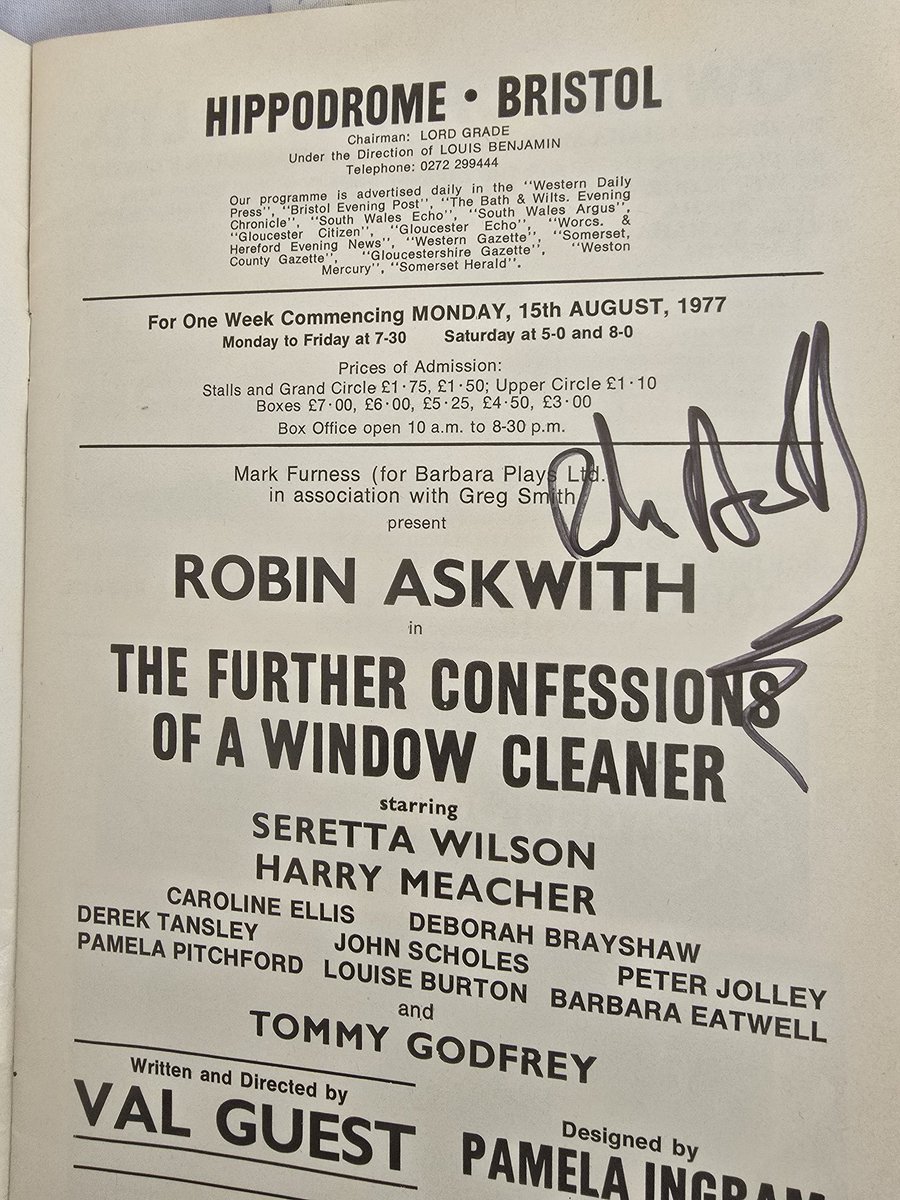 HIPPODROME • BRISTOL
Chairman: LORD GRADE
Under the Direction of LOUIS BENJAMIN
Telephone: 0272 299444
Our programme is advertised daily in the "Western Daily
Press", "Bristol Evening Post", "The Bath & Wilts. Evening
Chronicle", "South Wales Echo", "South Wales Argus",
"Gloucester Citizen", "Gloucester Echo", "Worcs. &
Hereford Evening News", "Western Gazette", "Somerset,
County Gazette", "Gloucestershire Gazette", "Weston
Mercury", "Somerset Herald".
For One Week Commencing MONDAY, 15th AUGUST, 1977
Monday to Friday at 7-30 Saturday at 5-0 and 8-0
Prices of Admission:
Stalls and Grand Circle £1·75, £1·50; Upper Circle £1·10
Boxes £7·00, £6·00, £5·25, £4·50, £3·00
Box Office open 10 a.m. to 8-30 p.m.
Mark Furness (for Barbara Plays Ltd.
in association with Greg Smith
present
ROBIN ASKWITH
in
THE FURTHER CONFESSIONS
OF A WINDOW CLEANER
starring
SERETTA WILSON
HARRY MEACHER
CAROLINE ELLIS DEBORAH BRAYSHAW
DEREK TANSLEY JOHN SCHOLES PETER JOLLEY
PAMELA PITCHFORD LOUISE BURTON BARBARA EATWELL
and
TOMMY GODFREY
Written and Directed by
VAL GUEST
Designed by
PAMELA INGRAM